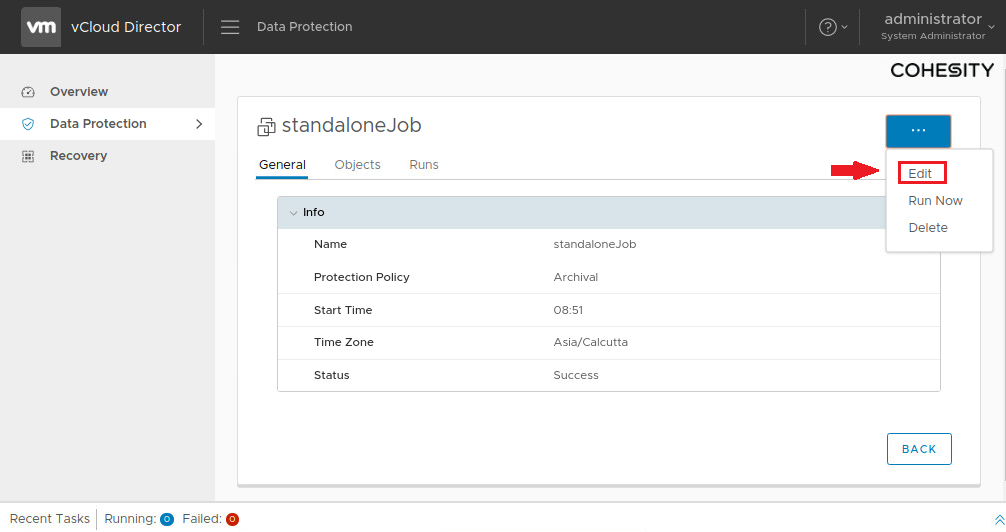 vm vCloud Director Data Protection ? administrator
System Administrator
COHESITY
Overview
Data Protection
Recovery
standaloneJob ...
General Objects Runs
Edit
Run Now
Delete
Info
Name standaloneJob
Protection Policy Archival
Start Time 08:51
Time Zone Asia/Calcutta
Status Success
BACK
Recent Tasks Running: 0 Failed: 0